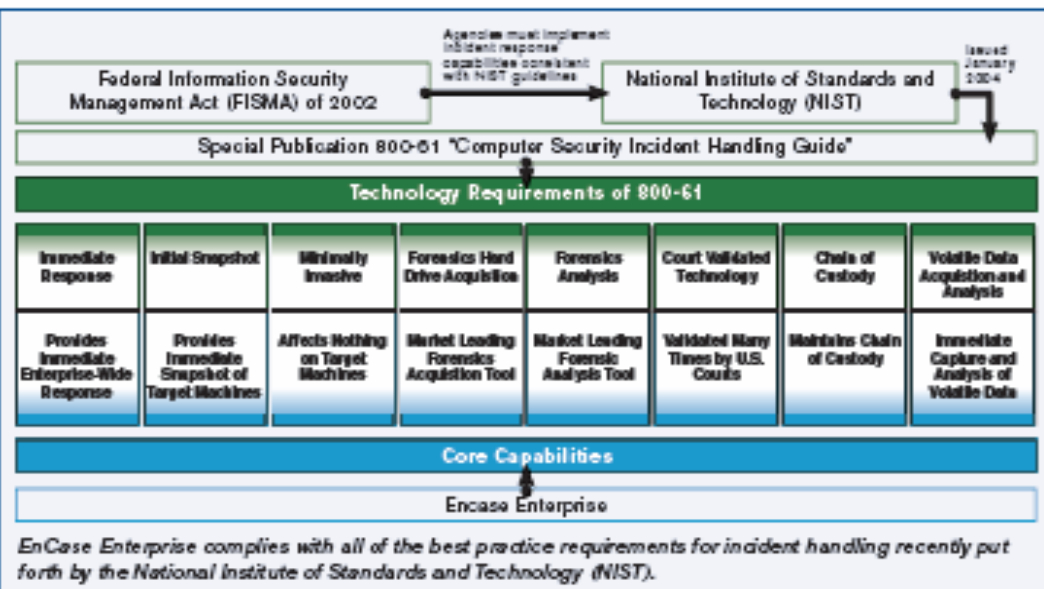 Agencies must implement
incident response
capabilities consistent
with NIST guidelines
Issued
January
2004
Federal Information Security
Management Act (FISMA) of 2002
National Institute of Standards and
Technology (NIST)
Special Publication 800-61 "Computer Security Incident Handling Guide"
Technology Requirements of 800-61
Immediate
Response
Initial Snapshot
Minimally
Invasive
Forensics Hard
Drive Acquisition
Forensics
Analysis
Court Validated
Technology
Chain of
Custody
Volatile Data
Acquistion and
Analysis
Provides
Immediate
Enterprise-Wide
Response
Provides
Immediate
Snapshot of
Target Machines
Affects Nothing
on Target
Machines
Market Leading
Forensics
Acquistion Tool
Market Leading
Forensic
Analysis Tool
Validated Many
Times by U.S.
Courts
Maintains Chain
of Custody
Immediate
Capture and
Analysis of
Volatile Data
Core Capabilities
Encase Enterprise
EnCase Enterprise complies with all of the best practice requirements for incident handling recently put
forth by the National Institute of Standards and Technology (NIST).